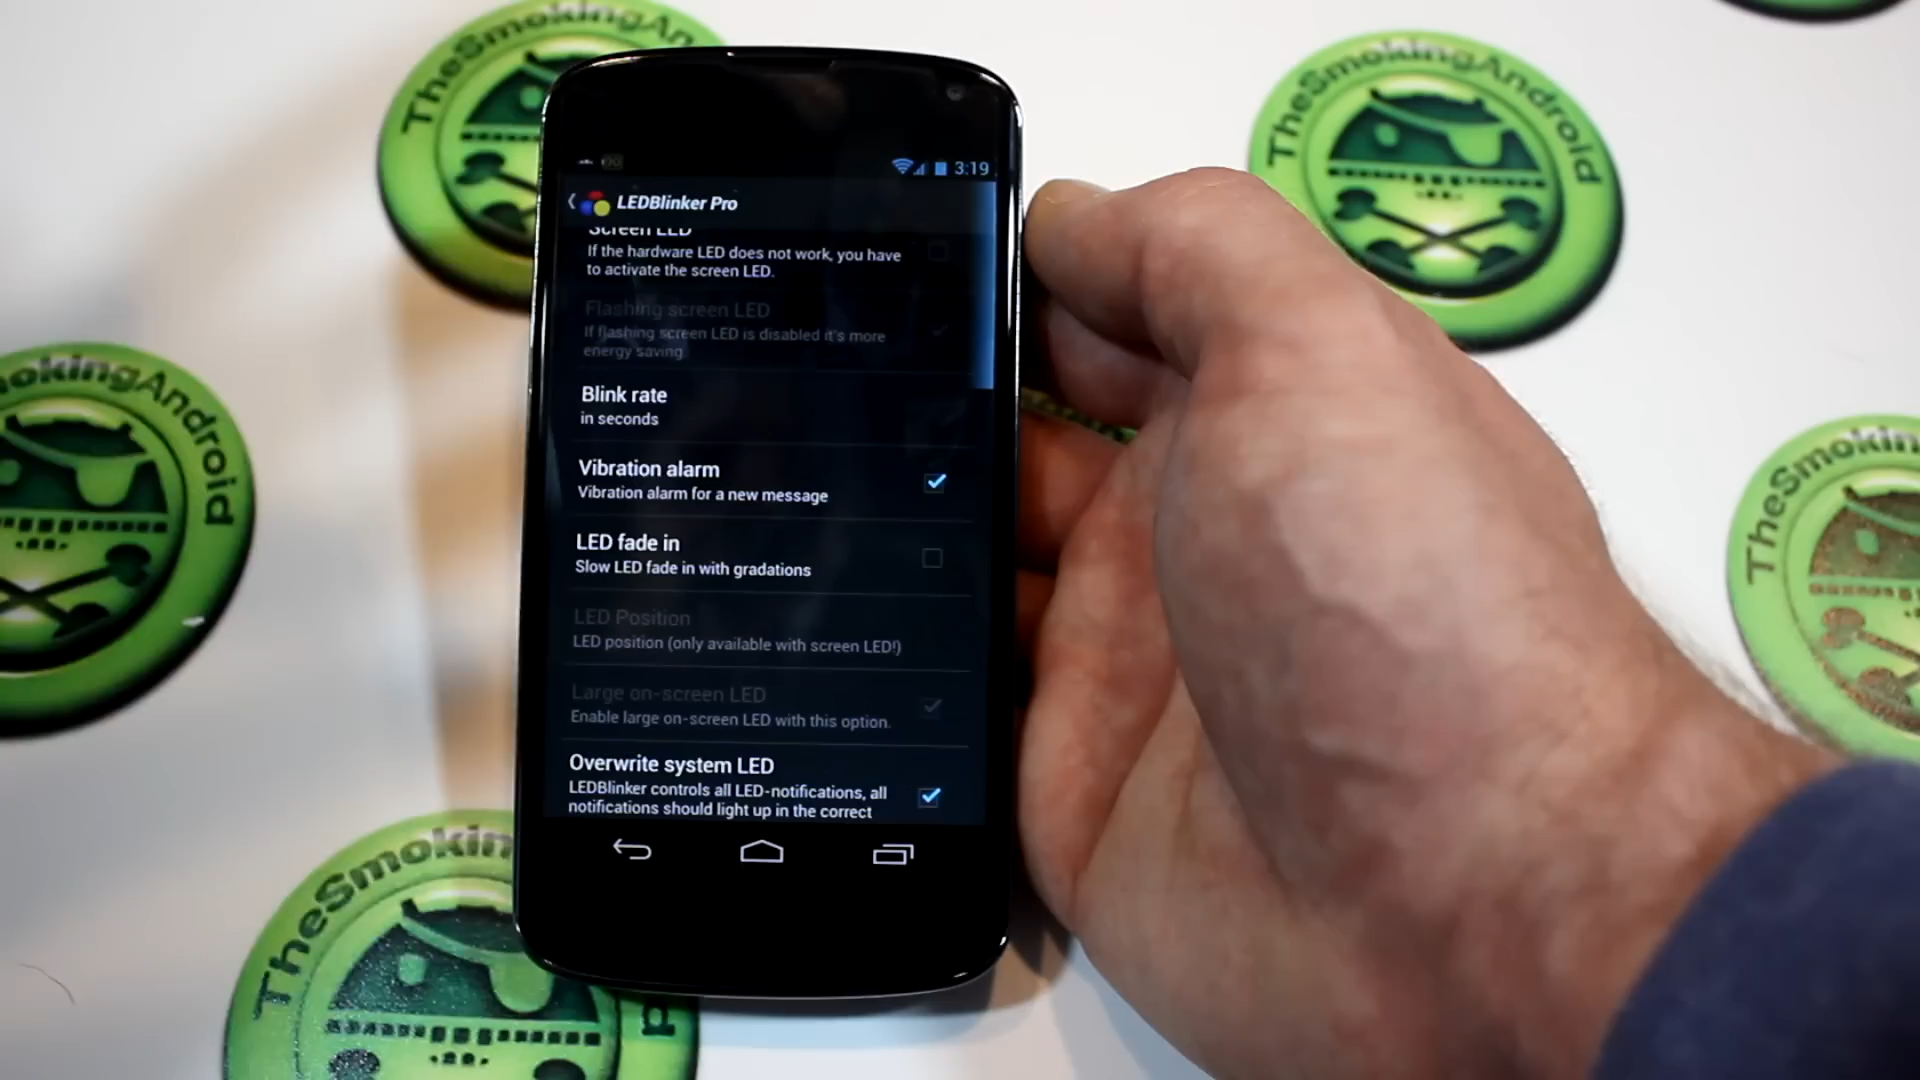 TheSmokingAndroid
TheSmokingAndroid
3:19
LEDBlinker Pro
Screen LED
If the hardware LED does not work, you have
to activate the screen LED.
Flashing screen LED
If flashing screen LED is disabled it's more
energy saving
Blink rate
in seconds
Vibration alarm
Vibration alarm for a new message
LED fade in
Slow LED fade in with gradations
LED Position
LED position (only available with screen LED!)
Large on-screen LED
Enable large on-screen LED with this option.
Overwrite system LED
LEDBlinker controls all LED-notifications, all
notifications should light up in the correct
okingAndroid
TheSmoking
TheSmokin
d